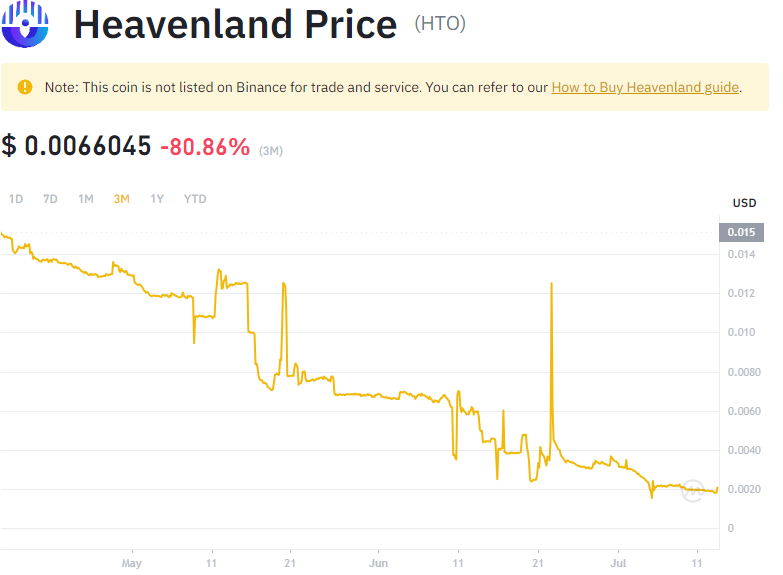 Heavenland Price (HTO)
Note: This coin is not listed on Binance for trade and service. You can refer to our How to Buy Heavenland guide.
$ 0.0066045 -80.86% (3M)
1D 7D 1M 3M 1Y YTD
USD
0.015
0.014
0.012
0.010
0.0080
0.0060
0.0040
0.0020
0
May 11 21 Jun 11 21 Jul 11